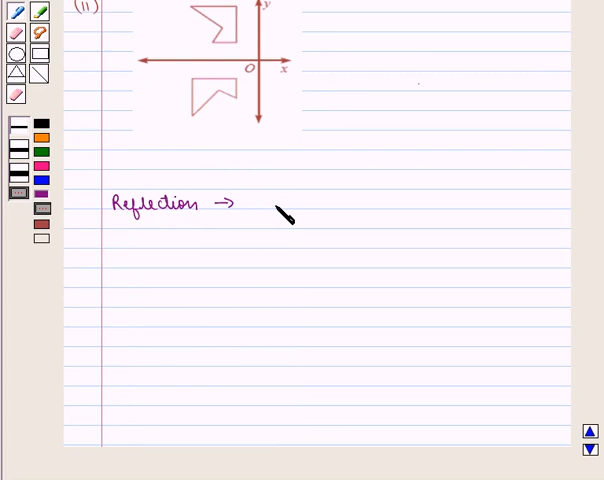 (ii)
y
O
x
Reflection →